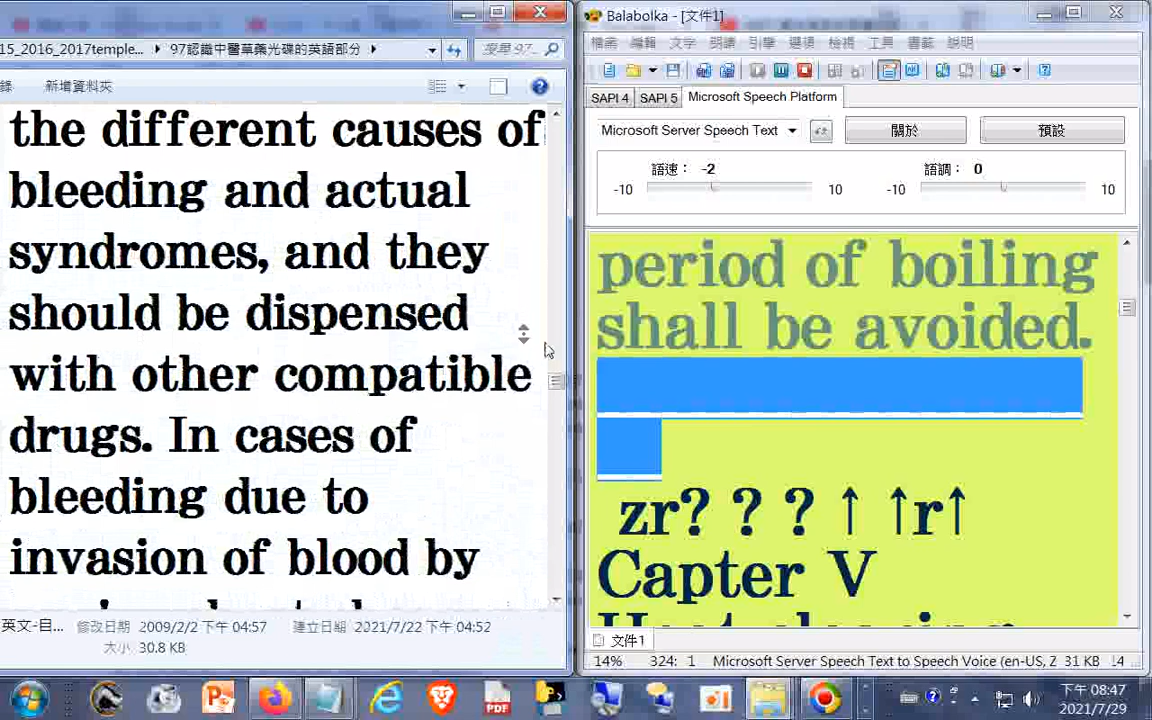 15_2016_2017temple...
97認識中醫草藥光碟的英語部分
搜尋 97...
錄
新增資料夾
the different causes of
bleeding and actual
syndromes, and they
should be dispensed
with other compatible
drugs. In cases of
bleeding due to
invasion of blood by
英文-自...
修改日期 2009/2/2 下午 04:57
建立日期 2021/7/22 下午 04:52
大小 30.8 KB
Balabolka - [文件1]
檔案 編輯 文字 朗讀 引擎 選項 檢視 工具 書籤 說明
SAPI 4 SAPI 5 Microsoft Speech Platform
Microsoft Server Speech Text
關於
預設
語速： -2
語調： 0
-10 10 -10 10
period of boiling
shall be avoided.
zr? ? ? ↑ ↑r↑
Capter V
文件1
14% 324: 1 Microsoft Server Speech Text to Speech Voice (en-US, Z 31 KB
下午 08:47
2021/7/29